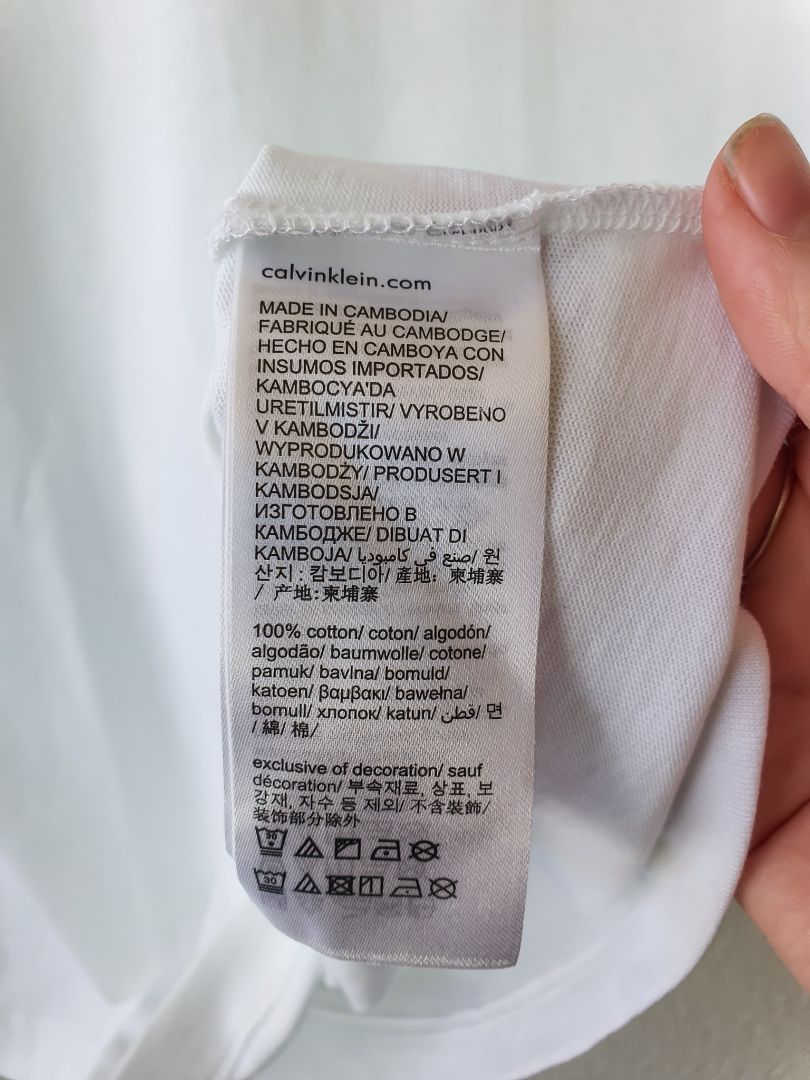 calvinklein.com
MADE IN CAMBODIA/
FABRIQUÉ AU CAMBODGE/
HECHO EN CAMBOYA CON
INSUMOS IMPORTADOS/
KAMBOCYA'DA
URETILMISTIR/ VYROBENO
V KAMBODŽI/
WYPRODUKOWANO W
KAMBODŻY/ PRODUSERT I
KAMBODSJA/
ИЗГОТОВЛЕНО В
КАМБОДЖЕ/ DIBUAT DI
KAMBOJA/ صنع في كامبوديا/ 원
산지 : 캄보디아/ 產地: 柬埔寨
/ 产地:柬埔寨
100% cotton/ coton/ algodón/
algodão/ baumwolle/ cotone/
pamuk/ bavlna/ bomuld/
katoen/ βαμβακι/ bawełna/
bomull/ хлопок/ katun/ قطن/ 면
/ 綿/ 棉/
exclusive of decoration/ sauf
décoration/ 부속재료, 상표, 보
강재, 자수 등 제외/ 不含裝飾/
装饰部分除外
30
30